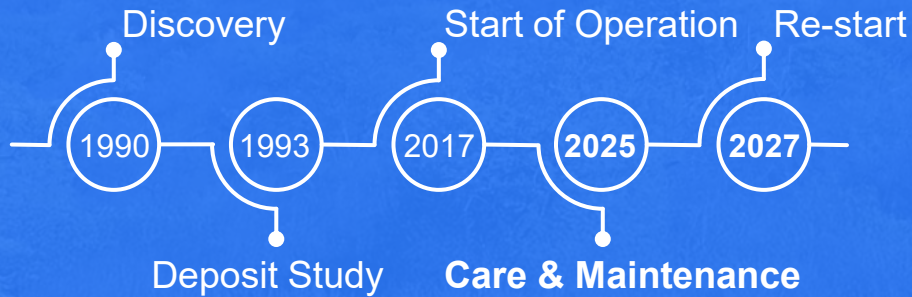 Discovery
Start of Operation
Re-start
1990
1993
2017
2025
2027
Deposit Study
Care & Maintenance